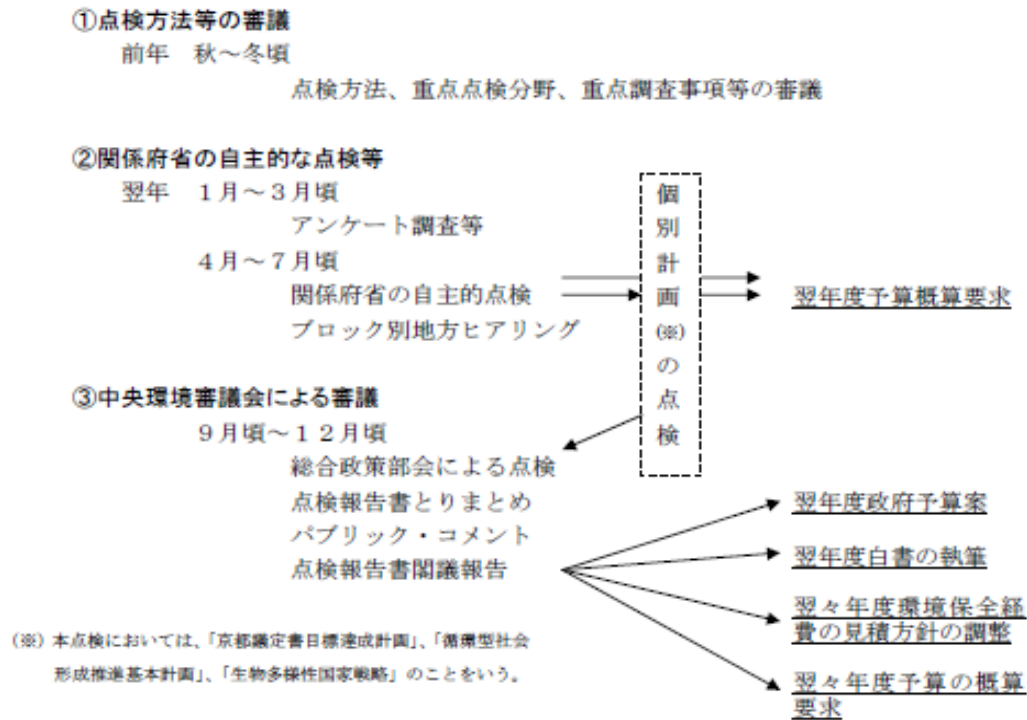 ①点検方法等の審議
前年 秋～冬頃
点検方法、重点点検分野、重点調査事項等の審議
②関係府省の自主的な点検等
翌年 １月～３月頃
アンケート調査等
４月～７月頃
関係府省の自主的点検
ブロック別地方ヒアリング
個別計画(※)の点検
翌年度予算概算要求
③中央環境審議会による審議
９月頃～１２月頃
総合政策部会による点検
点検報告書とりまとめ
パブリック・コメント
点検報告書閣議報告
翌年度政府予算案
翌年度白書の執筆
翌々年度環境保全経
費の見積方針の調整
翌々年度予算の概算
要求
(※) 本点検においては、「京都議定書目標達成計画」、「循環型社会
形成推進基本計画」、「生物多様性国家戦略」のことをいう。